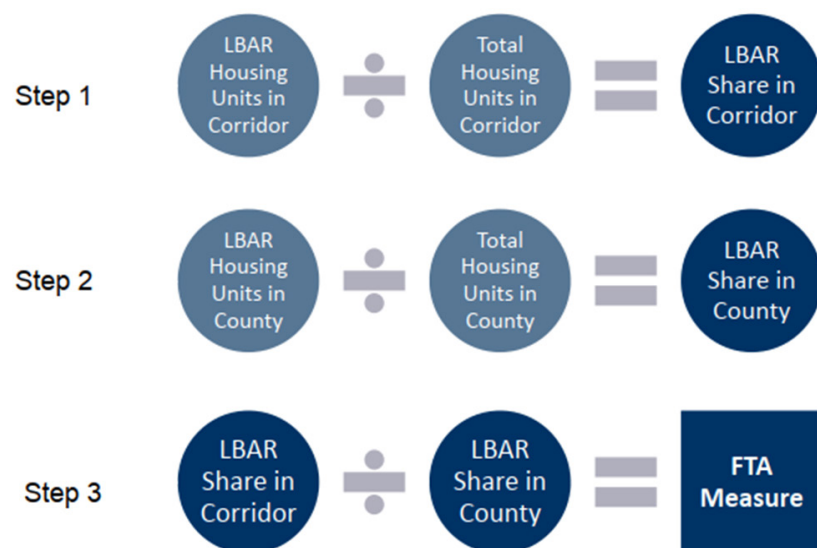 Step 1
LBAR
Housing
Units in
Corridor
Total
Housing
Units in
Corridor
LBAR
Share in
Corridor
Step 2
LBAR
Housing
Units in
County
Total
Housing
Units in
County
LBAR
Share in
County
Step 3
LBAR
Share in
Corridor
LBAR
Share in
County
FTA
Measure